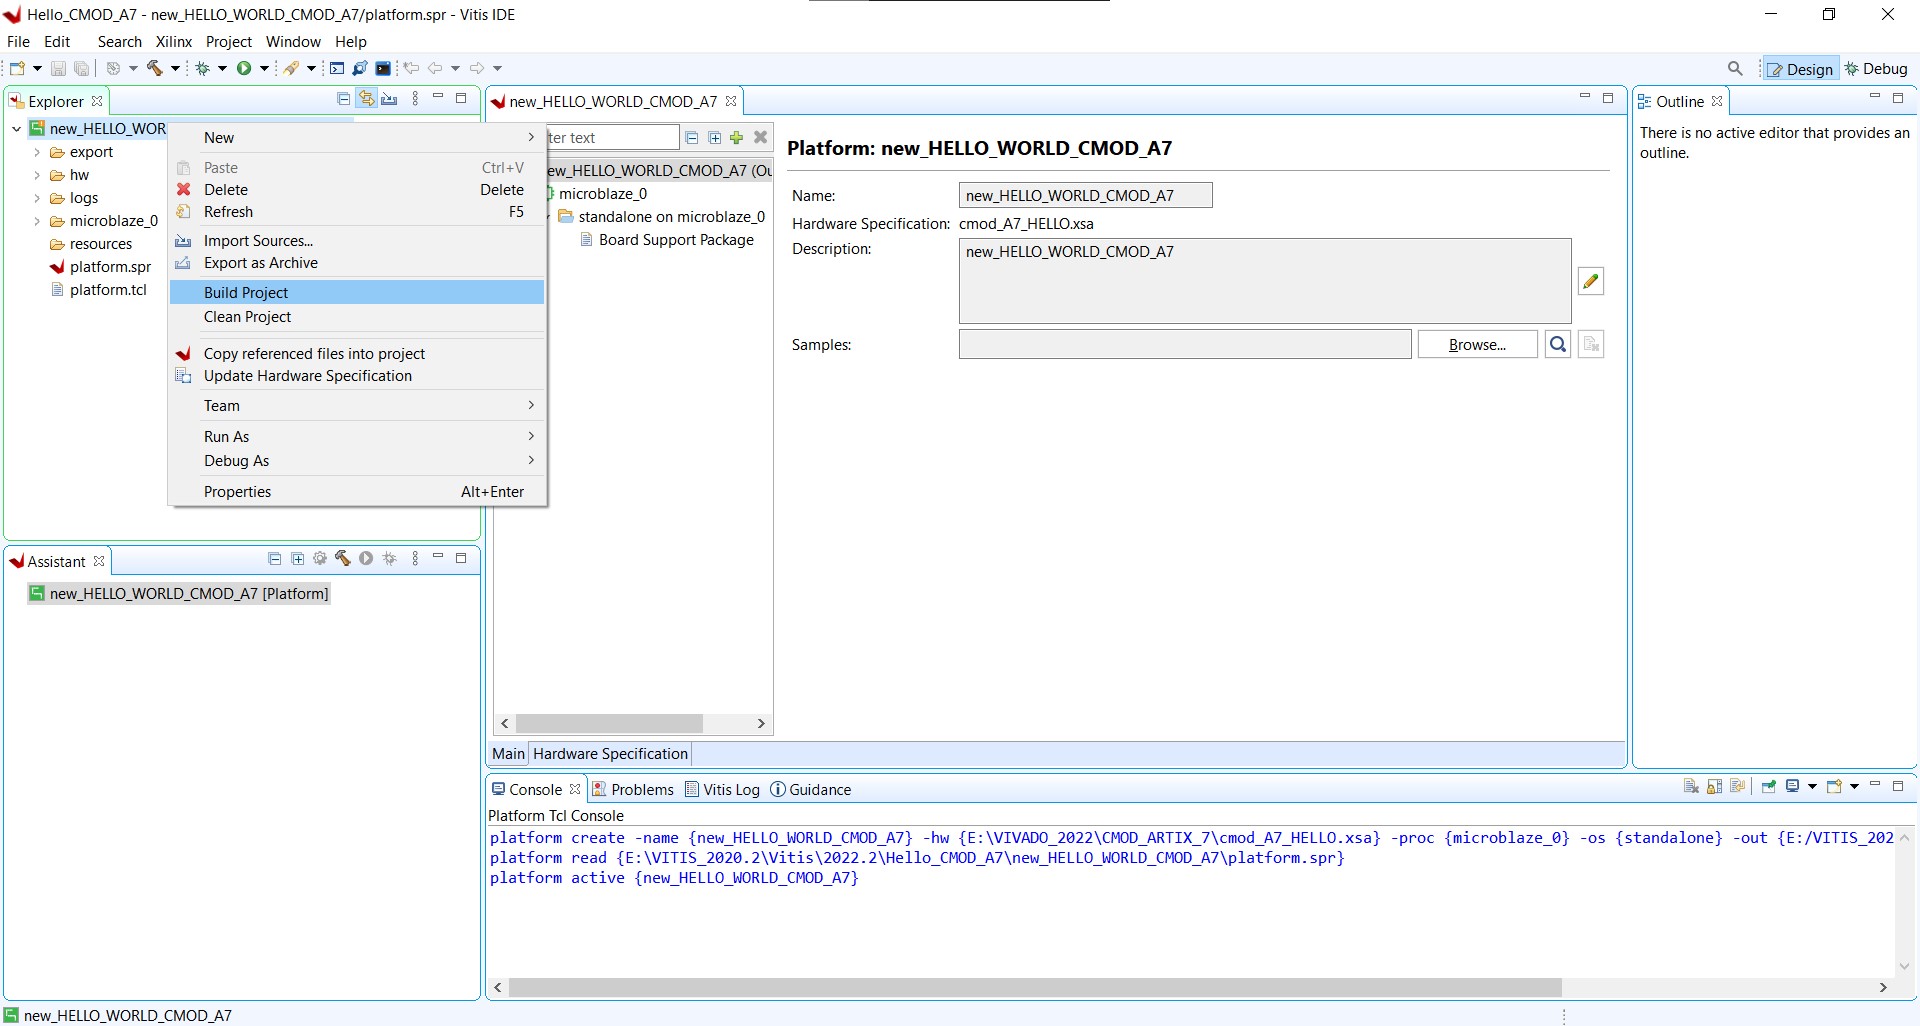 Hello_CMOD_A7 - new_HELLO_WORLD_CMOD_A7/platform.spr - Vitis IDE
File Edit Search Xilinx Project Window Help
Design Debug
Explorer
new_HELLO_WOR
export
hw
logs
microblaze_0
resources
platform.spr
platform.tcl
New
Paste Ctrl+V
Delete Delete
Refresh F5
Import Sources...
Export as Archive
Build Project
Clean Project
Copy referenced files into project
Update Hardware Specification
Team
Run As
Debug As
Properties Alt+Enter
new_HELLO_WORLD_CMOD_A7
ter text
ew_HELLO_WORLD_CMOD_A7 (Ou
microblaze_0
standalone on microblaze_0
Board Support Package
Platform: new_HELLO_WORLD_CMOD_A7
Name: new_HELLO_WORLD_CMOD_A7
Hardware Specification: cmod_A7_HELLO.xsa
Description: new_HELLO_WORLD_CMOD_A7
Samples: Browse...
Main Hardware Specification
Outline
There is no active editor that provides an
outline.
Assistant
new_HELLO_WORLD_CMOD_A7 [Platform]
Console Problems Vitis Log Guidance
Platform Tcl Console
platform create -name {new_HELLO_WORLD_CMOD_A7} -hw {E:\VIVADO_2022\CMOD_ARTIX_7\cmod_A7_HELLO.xsa} -proc {microblaze_0} -os {standalone} -out {E:/VITIS_202
platform read {E:\VITIS_2020.2\Vitis\2022.2\Hello_CMOD_A7\new_HELLO_WORLD_CMOD_A7\platform.spr}
platform active {new_HELLO_WORLD_CMOD_A7}
new_HELLO_WORLD_CMOD_A7